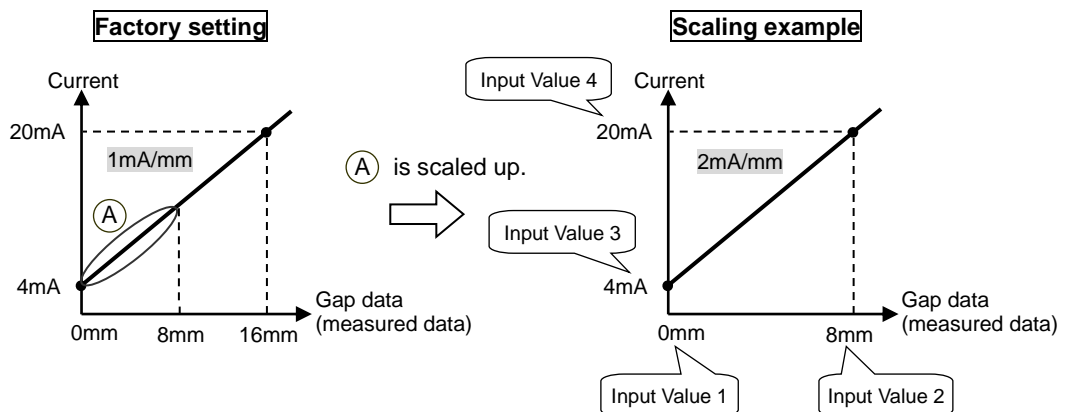 Factory setting
Current
20mA
1mA/mm
A
4mA
0mm
8mm
16mm
Gap data
(measured data)
A is scaled up.
Scaling example
Input Value 4
Current
20mA
2mA/mm
Input Value 3
4mA
0mm
8mm
Gap data
(measured data)
Input Value 1
Input Value 2